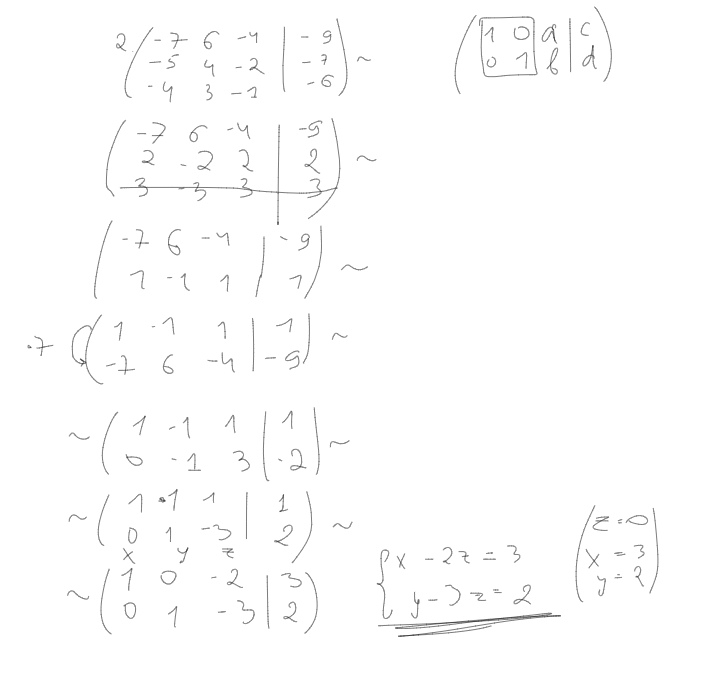 2. ( -7 6 -4 | -9 ) ~
( -5 4 -2 | -7 )
( -4 3 -1 | -6 )
( 1 0 a | c )
( 0 1 b | d )
( -7 6 -4 | -9 )
( 2 -2 2 | 2 ) ~
( 3 -3 3 | 3 )
( -7 6 -4 | -9 )
( 1 -1 1 | 1 ) ~
·7 ( 1 -1 1 | 1 ) ~
( -7 6 -4 | -9 )
~ ( 1 -1 1 | 1 ) ~
( 0 -1 3 | -2 )
~ ( 1 -1 1 | 1 ) ~
( 0 1 -3 | 2 )
x y z
~ ( 1 0 -2 | 3 )
( 0 1 -3 | 2 )
{ x - 2z = 3
y - 3z = 2
( z = 0 )
( x = 3 )
( y = 2 )